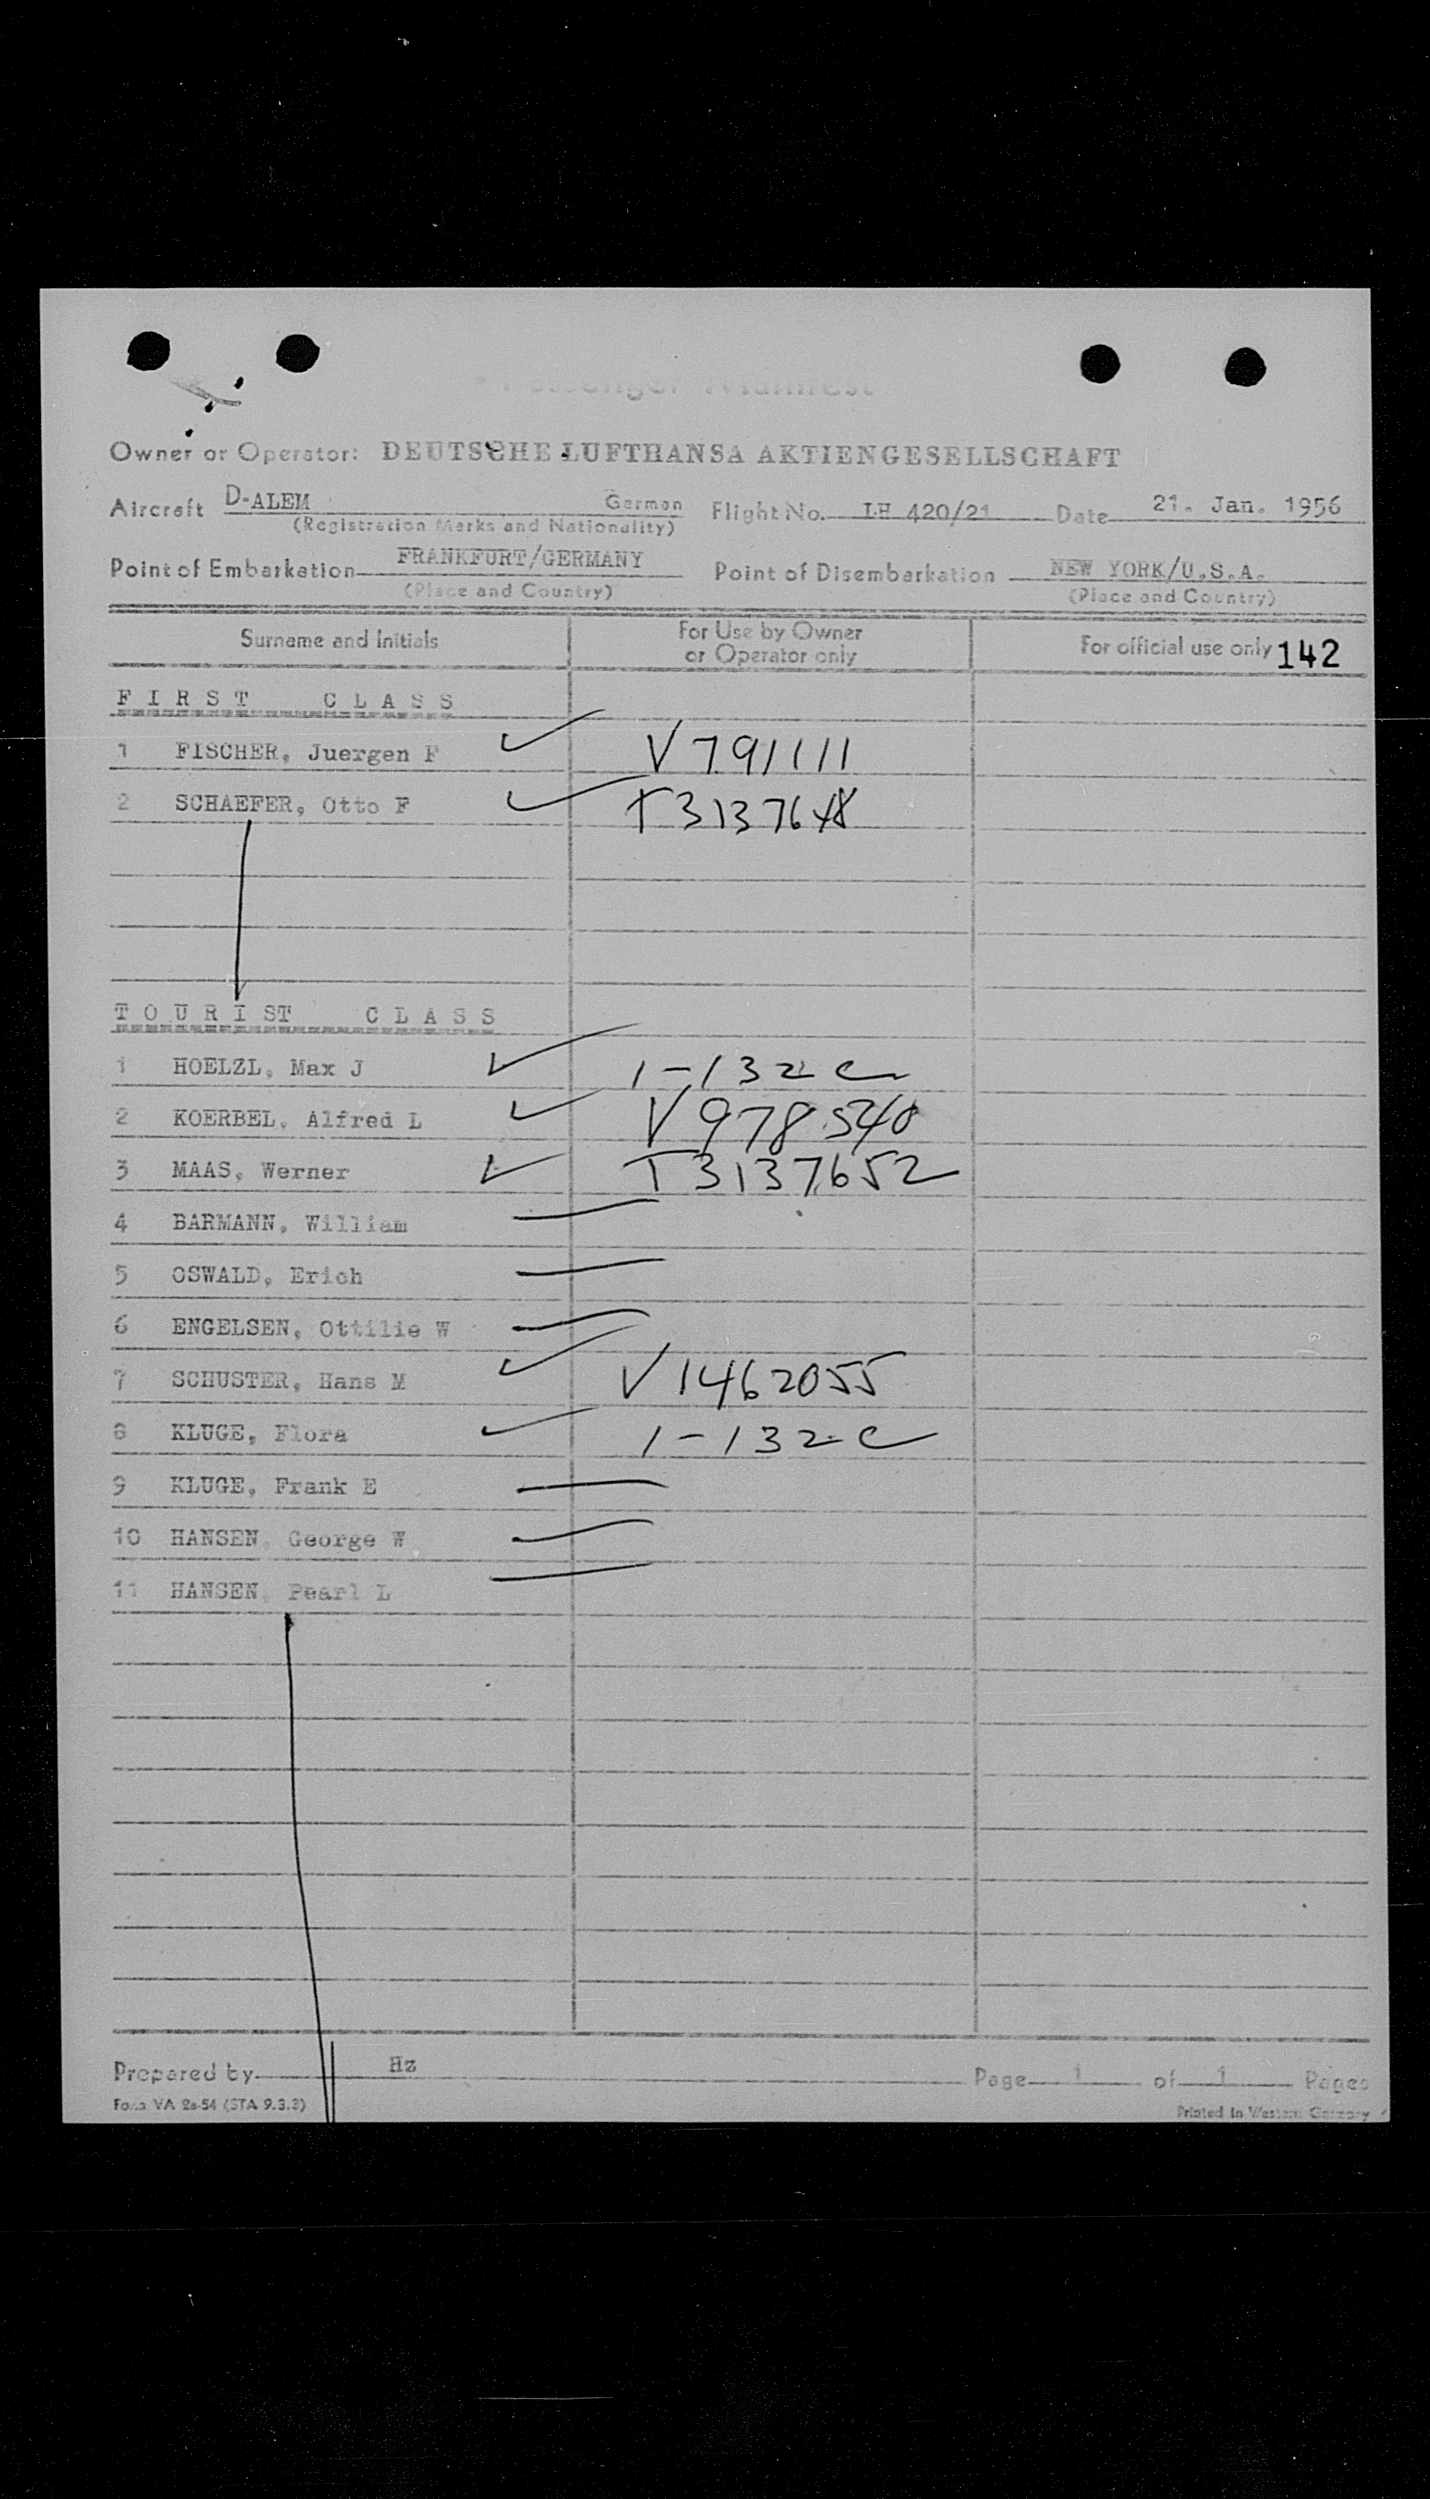 Passenger Manifest
Owner or Operator: DEUTSCHE LUFTHANSA AKTIENGESELLSCHAFT
Aircraft D-ALEM German Flight No. LH 420/21 Date 21. Jan. 1956
(Registration Marks and Nationality)
Point of Embarkation FRANKFURT/GERMANY Point of Disembarkation NEW YORK/U.S.A.
(Place and Country) (Place and Country)
Surname and Initials For Use by Owner or Operator only For official use only 142
FIRST CLASS
1 FISCHER, Juergen F V791111
2 SCHAEFER, Otto F T3137648
TOURIST CLASS
1 HOELZL, Max J 1-132c
2 KOERBEL, Alfred L V978540
3 MAAS, Werner T3137652
4 BARMANN, William
5 OSWALD, Erich
6 ENGELSEN, Ottilie W
7 SCHUSTER, Hans M V1462055
8 KLUGE, Flora 1-132c
9 KLUGE, Frank E
10 HANSEN, George W
11 HANSEN, Pearl L
Prepared by Hz Page 1 of 1 Pages
Form VA 2a-54 (STA 9.3.3) Printed in Western Germany